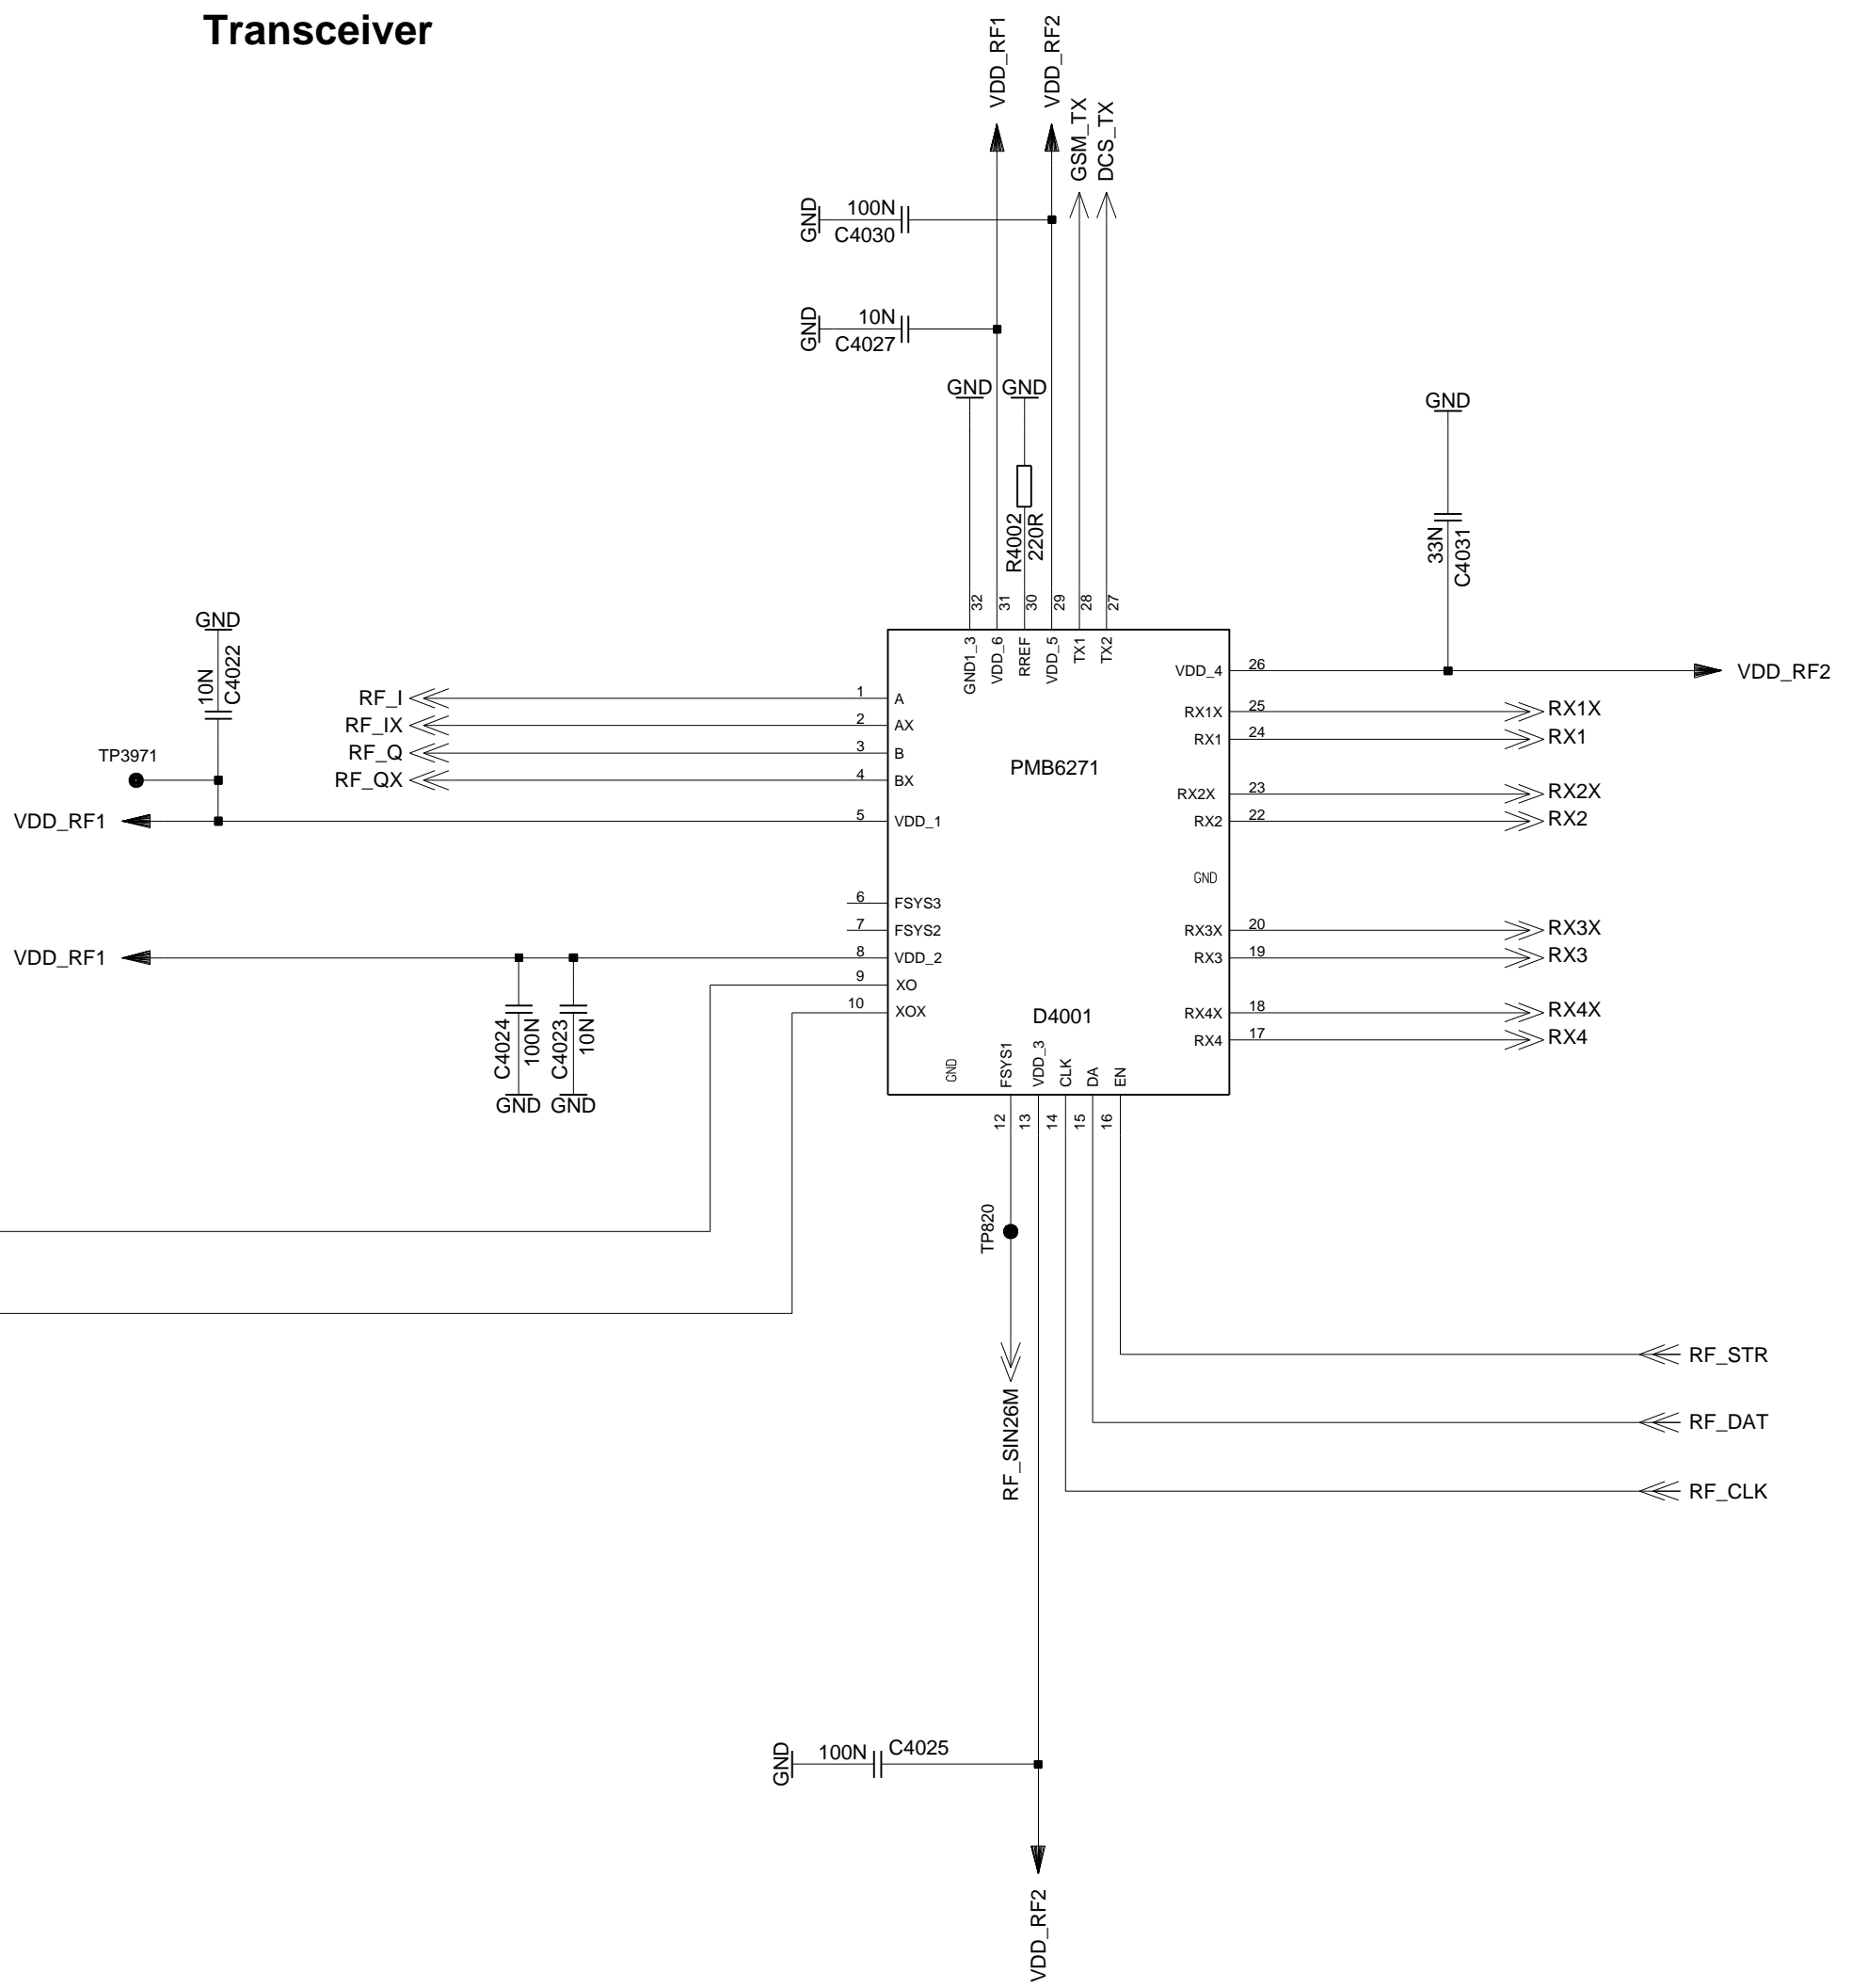 Transceiver
VDD_RF1
VDD_RF2
GSM_TX
DCS_TX
GND
100N
C4030
GND
10N
C4027
GND
GND
R4002
220R
GND
33N
C4031
32
31
30
29
28
27
GND
10N
C4022
TP3971
GND1_3
VDD_6
RREF
VDD_5
TX1
TX2
VDD_4
26
VDD_RF2
RF_I
1
A
RF_IX
2
AX
RF_Q
3
B
RF_QX
4
BX
VDD_RF1
5
VDD_1
RX1X
25
RX1X
RX1
24
RX1
PMB6271
RX2X
23
RX2X
RX2
22
RX2
GND
6
FSYS3
7
FSYS2
VDD_RF1
8
VDD_2
9
XO
10
XOX
RX3X
20
RX3X
RX3
19
RX3
D4001
RX4X
18
RX4X
RX4
17
RX4
C4024
100N
C4023
10N
GND
GND
GND
FSYS1
VDD_3
CLK
DA
EN
12
13
14
15
16
TP820
RF_SIN26M
RF_STR
RF_DAT
RF_CLK
GND
100N
C4025
VDD_RF2